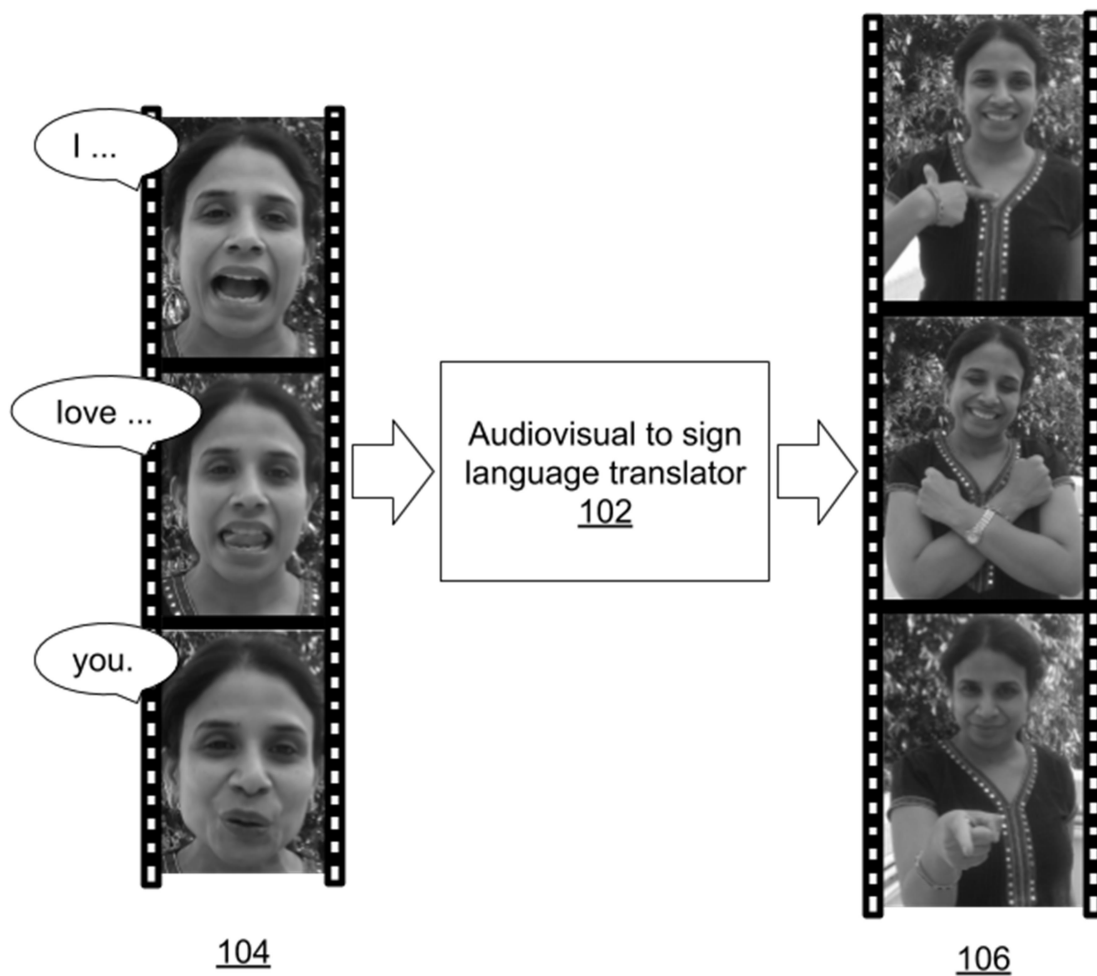 I ...
love ...
you.
Audiovisual to sign
language translator
102
104
106